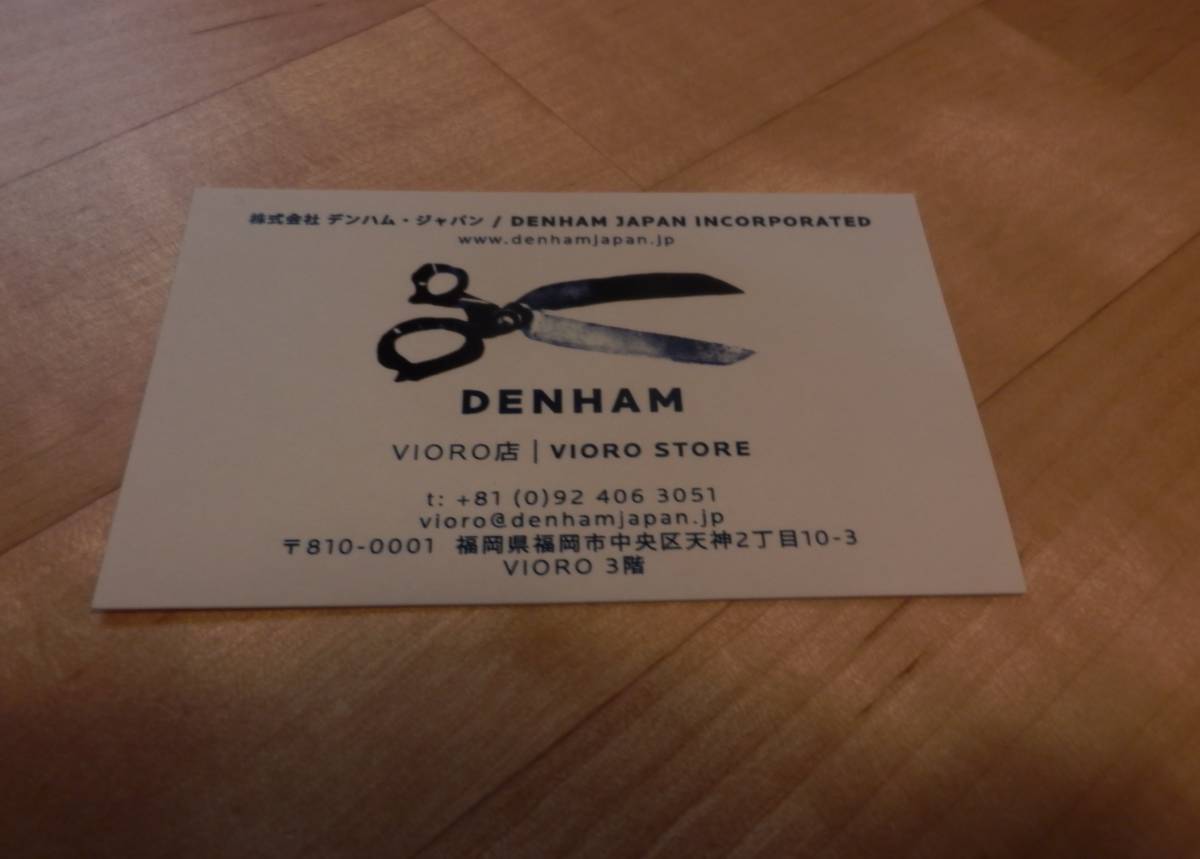 株式会社 デンハム・ジャパン / DENHAM JAPAN INCORPORATED
www.denhamjapan.jp
DENHAM
VIORO店 | VIORO STORE
t: +81 (0)92 406 3051
vioro@denhamjapan.jp
〒810-0001 福岡県福岡市中央区天神2丁目10-3
VIORO 3階